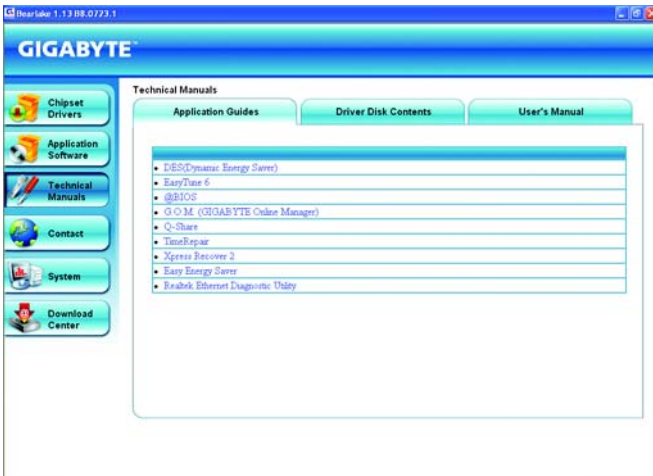 Bearlake 1.13 B8.0723.1
GIGABYTE™
Technical Manuals
Application Guides
Driver Disk Contents
User's Manual
Chipset
Drivers
Application
Software
Technical
Manuals
Contact
System
Download
Center
• DES(Dynamic Energy Saver)
• EasyTune 6
• @BIOS
• G.O.M. (GIGABYTE Online Manager)
• Q-Share
• TimeRepair
• Xpress Recover 2
• Easy Energy Saver
• Realtek Ethernet Diagnostic Utility